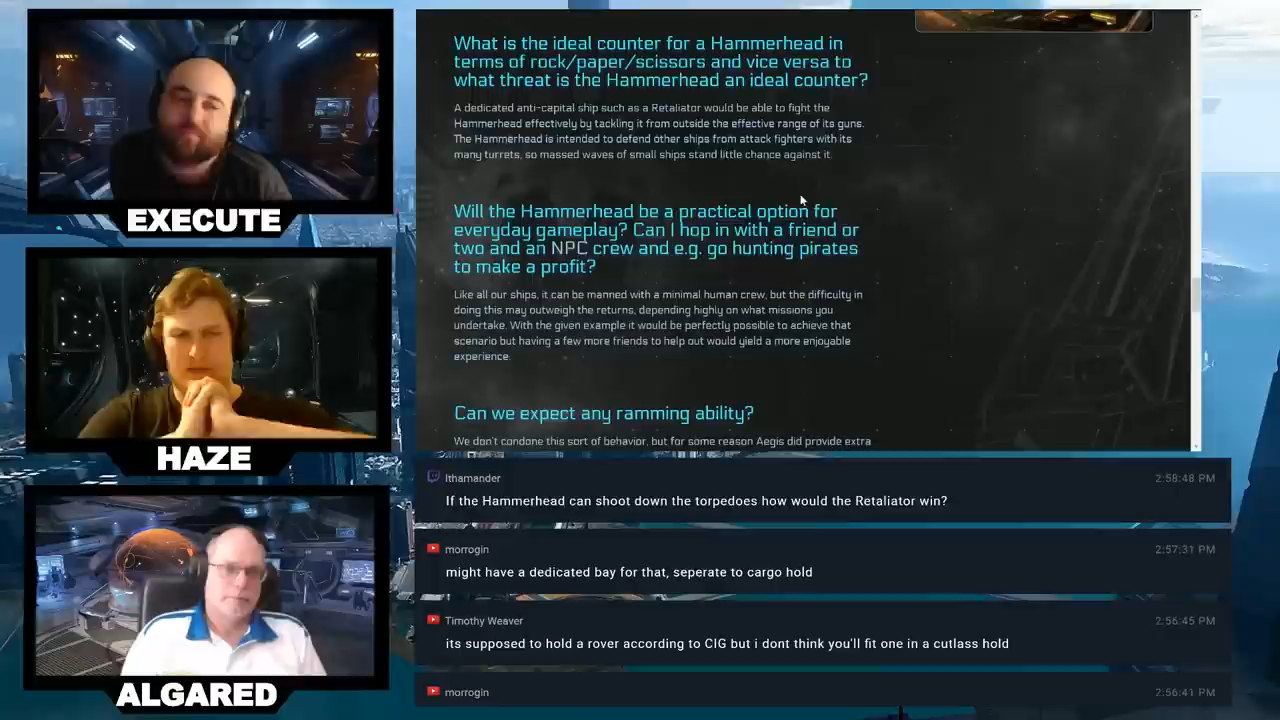 EXECUTE
HAZE
ALGARED
What is the ideal counter for a Hammerhead in
terms of rock/paper/scissors and vice versa to
what threat is the Hammerhead an ideal counter?
A dedicated anti-capital ship such as a Retaliator would be able to fight the
Hammerhead effectively by tackling it from outside the effective range of its guns.
The Hammerhead is intended to defend other ships from attack fighters with its
many turrets, so massed waves of small ships stand little chance against it.
Will the Hammerhead be a practical option for
everyday gameplay? Can I hop in with a friend or
two and an NPC crew and e.g. go hunting pirates
to make a profit?
Like all our ships, it can be manned with a minimal human crew, but the difficulty in
doing this may outweigh the returns, depending highly on what missions you
undertake. With the given example it would be perfectly possible to achieve that
scenario but having a few more friends to help out would yield a more enjoyable
experience.
Can we expect any ramming ability?
We don't condone this sort of behavior, but for some reason Aegis did provide extra
lthamander 2:58:48 PM
If the Hammerhead can shoot down the torpedoes how would the Retaliator win?
morrogin 2:57:31 PM
might have a dedicated bay for that, seperate to cargo hold
Timothy Weaver 2:56:45 PM
its supposed to hold a rover according to CIG but i dont think you'll fit one in a cutlass hold
morrogin 2:56:41 PM